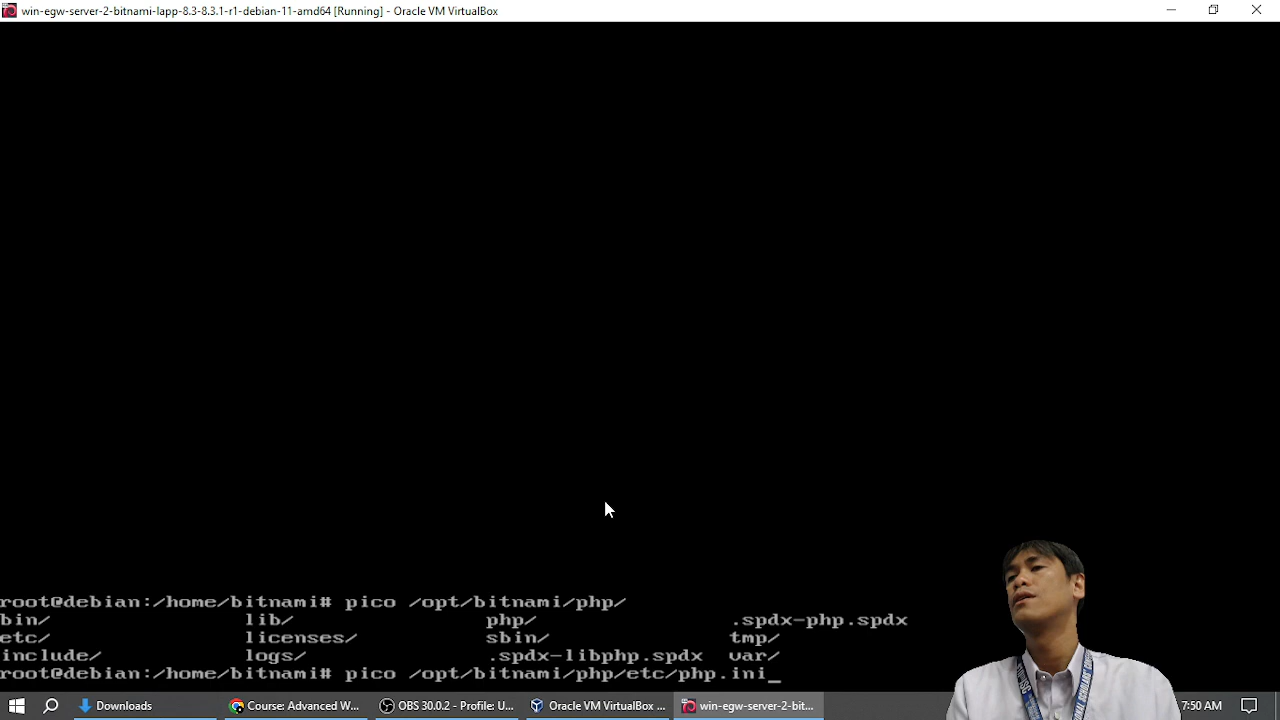 win-egw-server-2-bitnami-lapp-8.3-8.3.1-r1-debian-11-amd64 [Running] - Oracle VM VirtualBox
root@debian:/home/bitnami# pico /opt/bitnami/php/
bin/ lib/ php/ .spdx-php.spdx
etc/ licenses/ sbin/ tmp/
include/ logs/ .spdx-libphp.spdx var/
root@debian:/home/bitnami# pico /opt/bitnami/php/etc/php.ini_
Downloads Course: Advanced W... OBS 30.0.2 - Profile: U... Oracle VM VirtualBox ... win-egw-server-2-bit... 7:50 AM